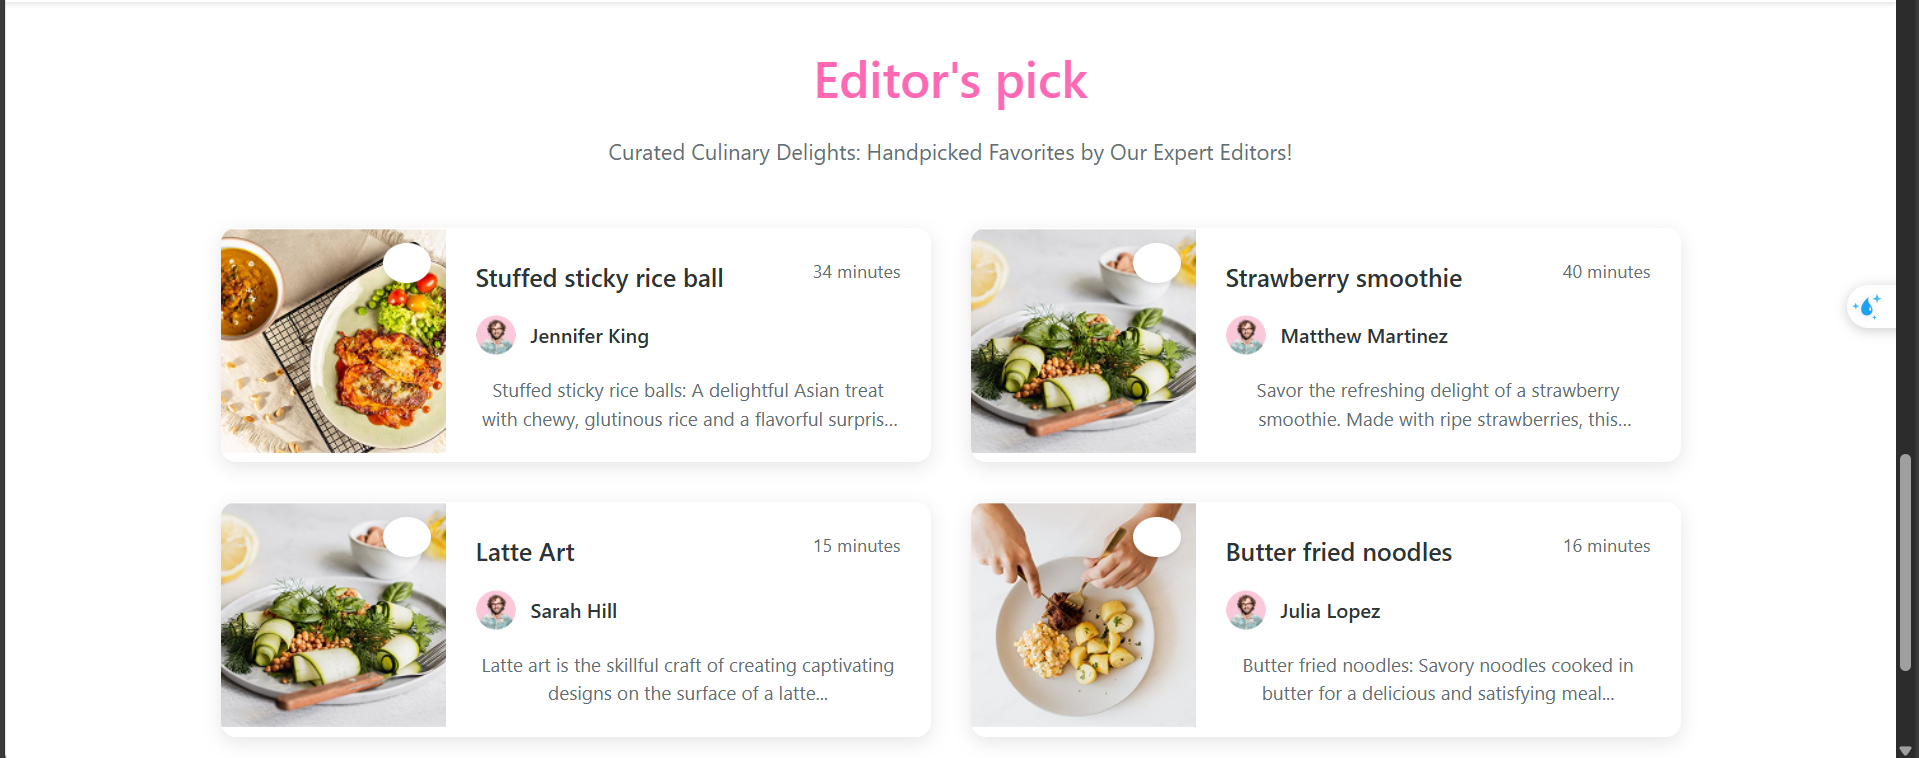 Editor's pick
Curated Culinary Delights: Handpicked Favorites by Our Expert Editors!
Stuffed sticky rice ball
34 minutes
Jennifer King
Stuffed sticky rice balls: A delightful Asian treat
with chewy, glutinous rice and a flavorful surpris...
Strawberry smoothie
40 minutes
Matthew Martinez
Savor the refreshing delight of a strawberry
smoothie. Made with ripe strawberries, this...
Latte Art
15 minutes
Sarah Hill
Latte art is the skillful craft of creating captivating
designs on the surface of a latte...
Butter fried noodles
16 minutes
Julia Lopez
Butter fried noodles: Savory noodles cooked in
butter for a delicious and satisfying meal...